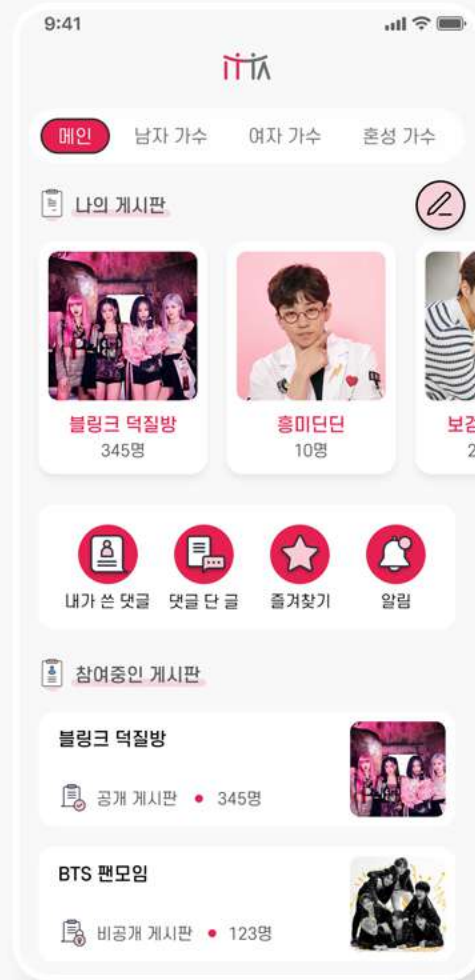 9:41
ITTA
메인 남자 가수 여자 가수 혼성 가수
나의 게시판
블링크 덕질방 흥미딘딘 보검
345명 10명 2
내가 쓴 댓글 댓글 단 글 즐겨찾기 알림
참여중인 게시판
블링크 덕질방
공개 게시판 • 345명
BTS 팬모임
비공개 게시판 • 123명